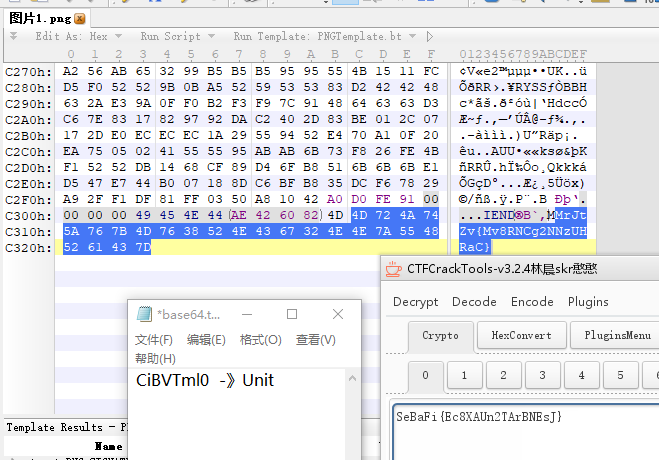 图片1.png
Edit As: Hex Run Script Run Template: PNGTemplate.bt
0 1 2 3 4 5 6 7 8 9 A B C D E F 0123456789ABCDEF
C270h: A2 56 AB 65 32 99 B5 B5 B5 95 95 55 4B 15 11 FC ¢V«e2™µµµ••UK..ü
C280h: D5 F0 52 52 9B 0B A5 52 59 53 53 83 D2 42 42 48 ÕðRR›.¥RYSSƒÒBBH
C290h: 63 2A E3 9A 0F F0 B2 F3 F9 7C 91 48 64 63 63 D3 c*ãš.ð²óù|‘HdccÓ
C2A0h: C6 7E 83 17 82 97 92 DA C2 40 2D 83 BE 01 2C 07 Æ~ƒ.‚—’ÚÂ@-ƒ¾.,.
C2B0h: 17 2D E0 EC EC EC 1A 29 55 94 52 E4 70 A1 0F 20 .-àììì.)U”Räp¡.
C2C0h: EA 75 05 02 41 55 55 95 AB AB 6B 73 F8 26 FE 4B êu..AUU•««ksø&þK
C2D0h: F1 52 52 DB 14 68 CF 89 D4 6F B8 51 6B 6B 6B E1 ñRRÛ.hÏ‰Ôo¸Qkkká
C2E0h: D5 47 E7 44 B0 07 18 8D C6 BF B8 35 DC F6 78 29 ÕGçD°...Æ¿¸5Üöx)
C2F0h: A9 2F F1 DF 81 FF 03 50 A8 10 42 A0 D0 FE 91 00 ©/ñß.ÿ.P¨.B Ðþ‘.
C300h: 00 00 00 49 45 4E 44 AE 42 60 82 4D 4D 72 4A 74 ...IEND®B`‚MMrJt
C310h: 5A 76 7B 4D 76 38 52 4E 43 67 32 4E 4E 7A 55 48 Zv{Mv8RNCg2NNzUH
C320h: 52 61 43 7D RaC}
CTFCrackTools-v3.2.4林晨skr憨憨
Decrypt Decode Encode Plugins
Crypto HexConvert PluginsMenu
0 1 2 3 4 5
SeBaFi{Ec8XAUn2TArBNEsJ}
*base64.t...
文件(F) 编辑(E) 格式(O) 查看(V)
帮助(H)
CiBVTml0 -》Unit
Template Results -
Name